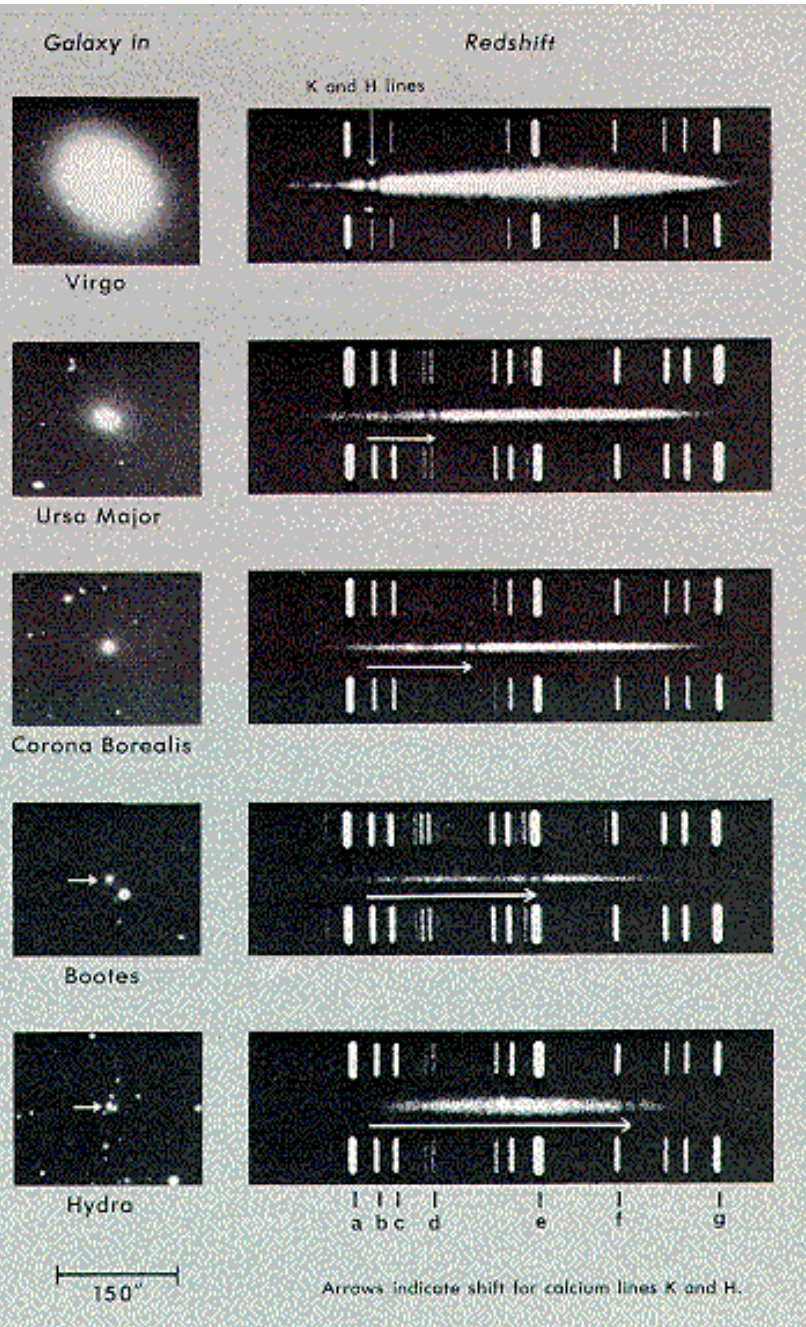 Galaxy in
Redshift
K and H lines
Virgo
Ursa Major
Corona Borealis
Bootes
Hydra
a b c d e f g
150"
Arrows indicate shift for calcium lines K and H.